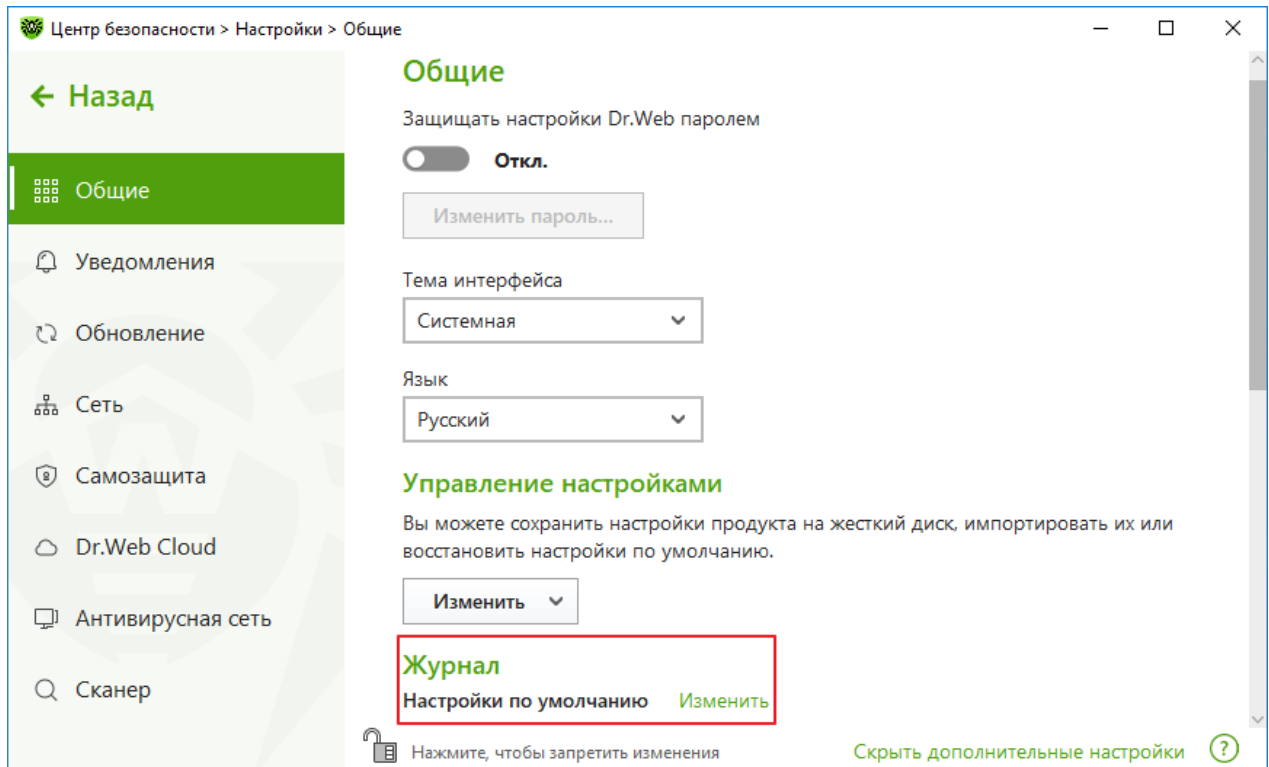 Центр безопасности > Настройки > Общие
Назад
Общие
Уведомления
Обновление
Сеть
Самозащита
Dr.Web Cloud
Антивирусная сеть
Сканер
Общие
Защищать настройки Dr.Web паролем
Откл.
Изменить пароль...
Тема интерфейса
Системная
Язык
Русский
Управление настройками
Вы можете сохранить настройки продукта на жесткий диск, импортировать их или
восстановить настройки по умолчанию.
Изменить
Журнал
Настройки по умолчанию Изменить
Нажмите, чтобы запретить изменения
Скрыть дополнительные настройки ?